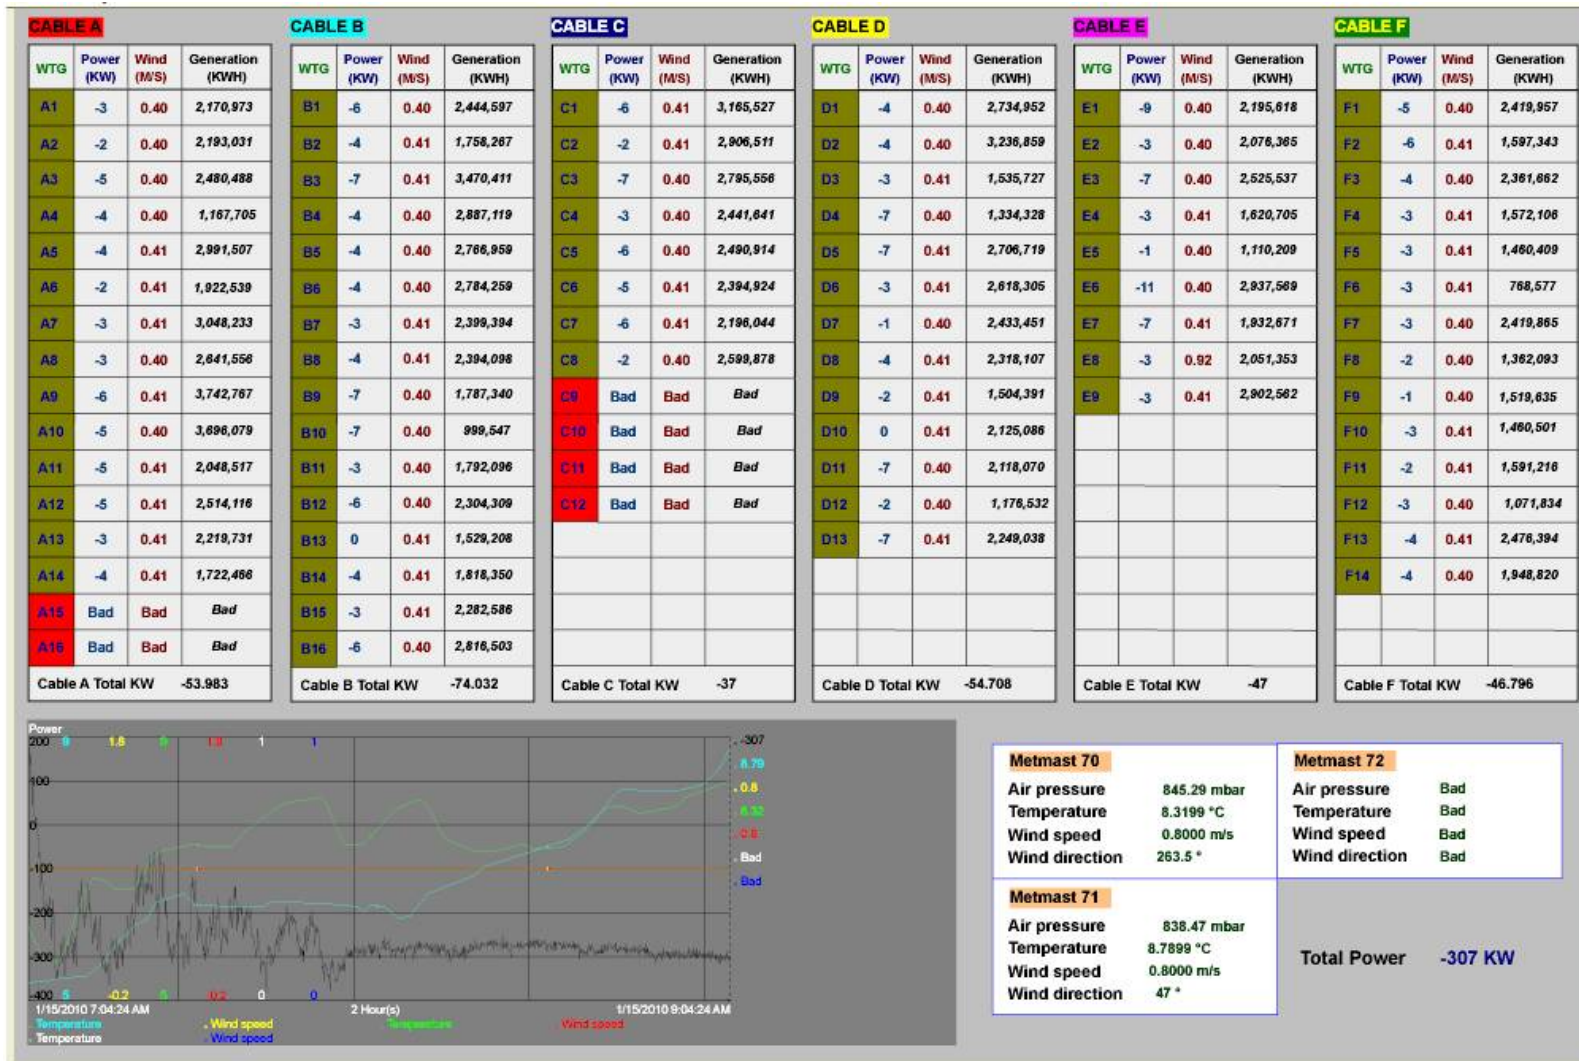 CABLE A CABLE B CABLE C CABLE D CABLE E CABLE F
WTG Power (KW) Wind (M/S) Generation (KWH) WTG Power (KW) Wind (M/S) Generation (KWH) WTG Power (KW) Wind (M/S) Generation (KWH) WTG Power (KW) Wind (M/S) Generation (KWH) WTG Power (KW) Wind (M/S) Generation (KWH) WTG Power (KW) Wind (M/S) Generation (KWH)
A1 -3 0.40 2,170,973 B1 -6 0.40 2,444,597 C1 -6 0.41 3,165,527 D1 -4 0.40 2,734,952 E1 -9 0.40 2,195,618 F1 -5 0.40 2,419,957
A2 -2 0.40 2,193,031 B2 -4 0.41 1,758,267 C2 -2 0.41 2,906,511 D2 -4 0.40 3,236,859 E2 -3 0.40 2,076,365 F2 -6 0.41 1,597,343
A3 -5 0.40 2,480,488 B3 -7 0.41 3,470,411 C3 -7 0.40 2,795,556 D3 -3 0.41 1,535,727 E3 -7 0.40 2,525,537 F3 -4 0.40 2,361,662
A4 -4 0.40 1,167,705 B4 -4 0.40 2,887,119 C4 -3 0.40 2,441,641 D4 -7 0.40 1,334,328 E4 -3 0.41 1,620,705 F4 -3 0.41 1,572,106
A5 -4 0.41 2,991,507 B5 -4 0.40 2,766,959 C5 -6 0.40 2,490,914 D5 -7 0.41 2,706,719 E5 -1 0.40 1,110,209 F5 -3 0.41 1,460,409
A6 -2 0.41 1,922,539 B6 -4 0.40 2,784,259 C6 -5 0.41 2,394,924 D6 -3 0.41 2,618,305 E6 -11 0.40 2,937,569 F6 -3 0.41 768,577
A7 -3 0.41 3,048,233 B7 -3 0.41 2,399,394 C7 -6 0.41 2,196,044 D7 -1 0.40 2,433,451 E7 -7 0.41 1,932,671 F7 -3 0.40 2,419,865
A8 -3 0.40 2,641,556 B8 -4 0.41 2,394,098 C8 -2 0.40 2,599,878 D8 -4 0.41 2,318,107 E8 -3 0.92 2,051,353 F8 -2 0.40 1,362,093
A9 -6 0.41 3,742,767 B9 -7 0.40 1,787,340 C9 Bad Bad Bad D9 -2 0.41 1,504,391 E9 -3 0.41 2,902,562 F9 -1 0.40 1,519,635
A10 -5 0.40 3,696,079 B10 -7 0.40 999,547 C10 Bad Bad Bad D10 0 0.41 2,125,086 F10 -3 0.41 1,460,501
A11 -5 0.41 2,048,517 B11 -3 0.40 1,792,096 C11 Bad Bad Bad D11 -7 0.40 2,118,070 F11 -2 0.41 1,591,216
A12 -5 0.41 2,514,116 B12 -6 0.40 2,304,309 C12 Bad Bad Bad D12 -2 0.40 1,176,532 F12 -3 0.40 1,071,834
A13 -3 0.41 2,219,731 B13 0 0.41 1,529,208 D13 -7 0.41 2,249,038 F13 -4 0.41 2,476,394
A14 -4 0.41 1,722,466 B14 -4 0.41 1,818,350 F14 -4 0.40 1,948,820
A15 Bad Bad Bad B15 -3 0.41 2,282,586
A16 Bad Bad Bad B16 -6 0.40 2,816,503
Cable A Total KW -53.983 Cable B Total KW -74.032 Cable C Total KW -37 Cable D Total KW -54.708 Cable E Total KW -47 Cable F Total KW -46.796
Power
200 9 1.8 9 1.8 1 1 -307
8.79
100 0.8
8.32
0 0.8
-100 Bad
Bad
-200
-300
-400 5 -0.2 5 -0.2 0 0
1/15/2010 7:04:24 AM 2 Hour(s) 1/15/2010 9:04:24 AM
Temperature Wind speed Temperature Wind speed
Temperature Wind speed
Metmast 70
Air pressure 845.29 mbar
Temperature 8.3199 °C
Wind speed 0.8000 m/s
Wind direction 263.5 °
Metmast 72
Air pressure Bad
Temperature Bad
Wind speed Bad
Wind direction Bad
Metmast 71
Air pressure 838.47 mbar
Temperature 8.7899 °C
Wind speed 0.8000 m/s
Wind direction 47 °
Total Power -307 KW